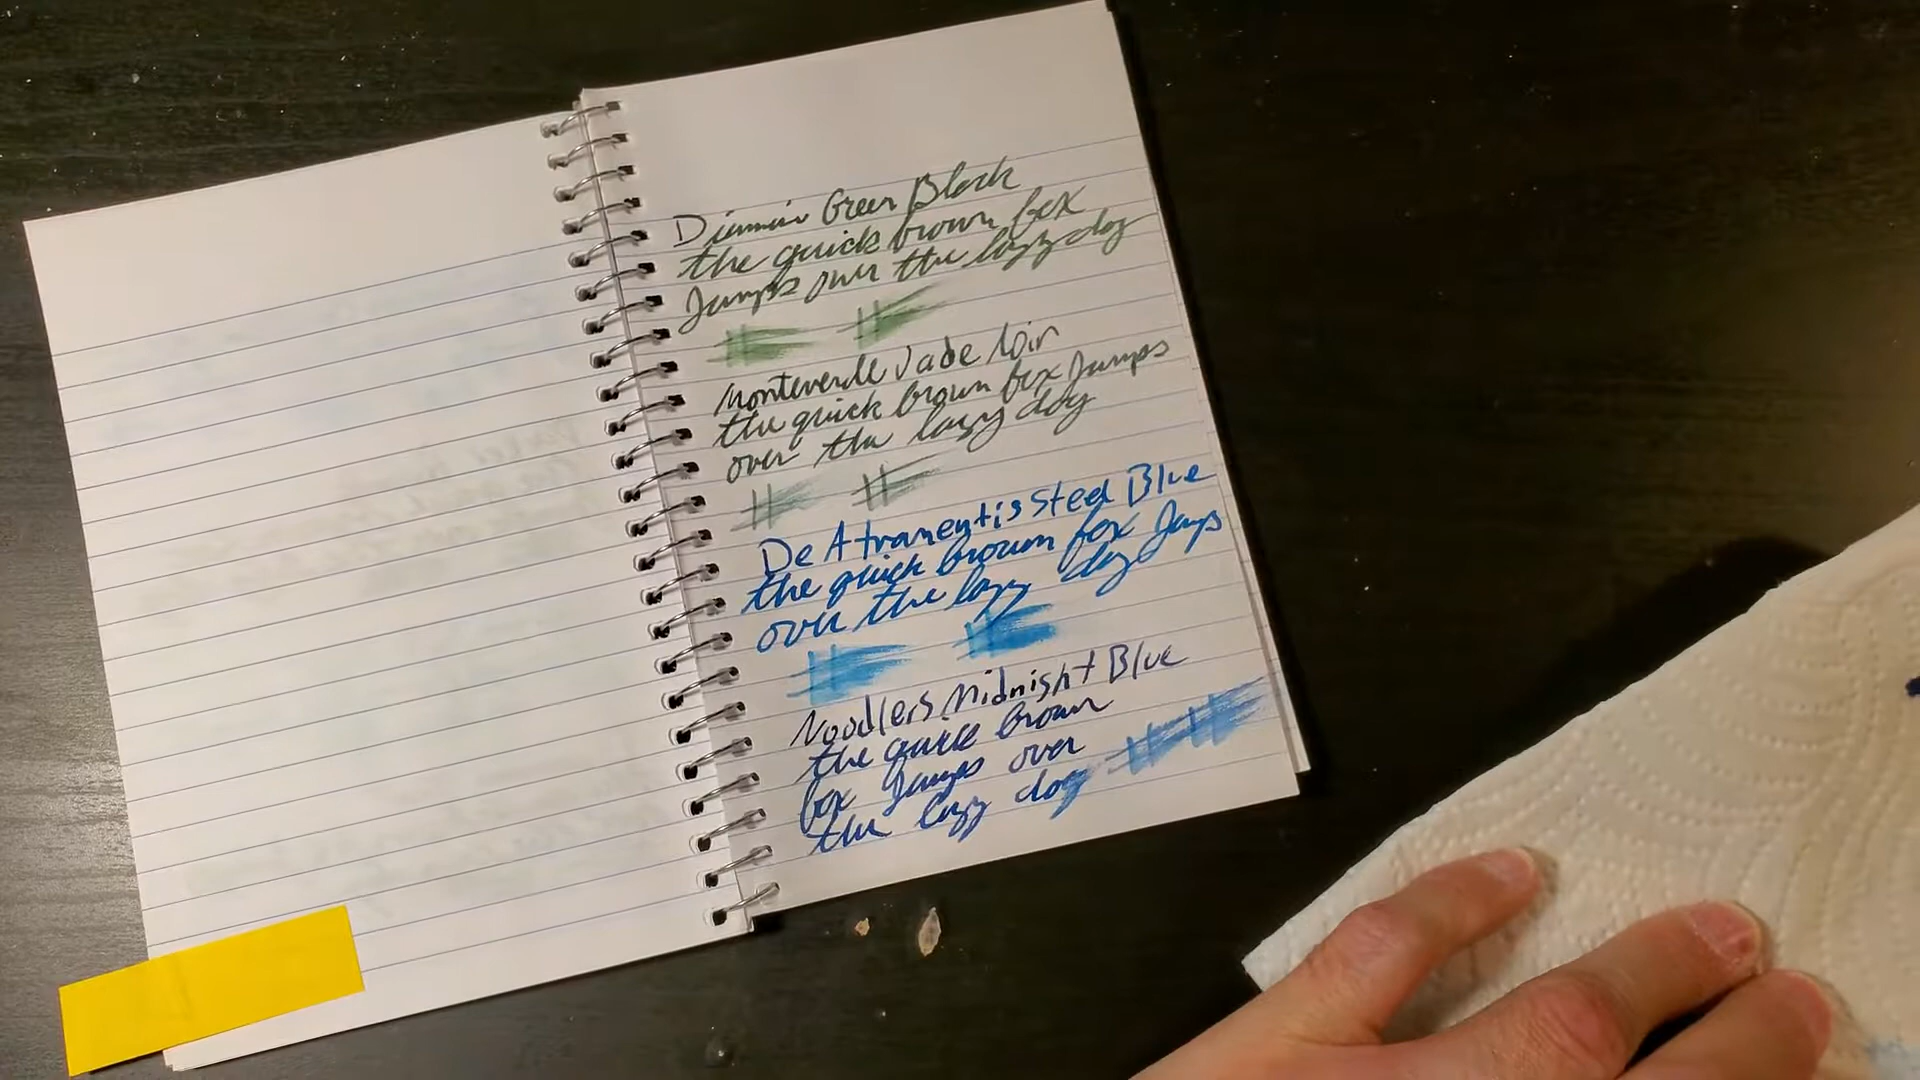 Diamin Green Black
the quick brown fox
Jumps over the lazy dog
Monteverde Jade Noir
the quick brown fox Jumps
over the lazy dog
De Atramentis Steel Blue
the quick brown fox Jumps
over the lazy dog
Noodlers Midnight Blue
the quick brown
fox Jumps over
the lazy dog